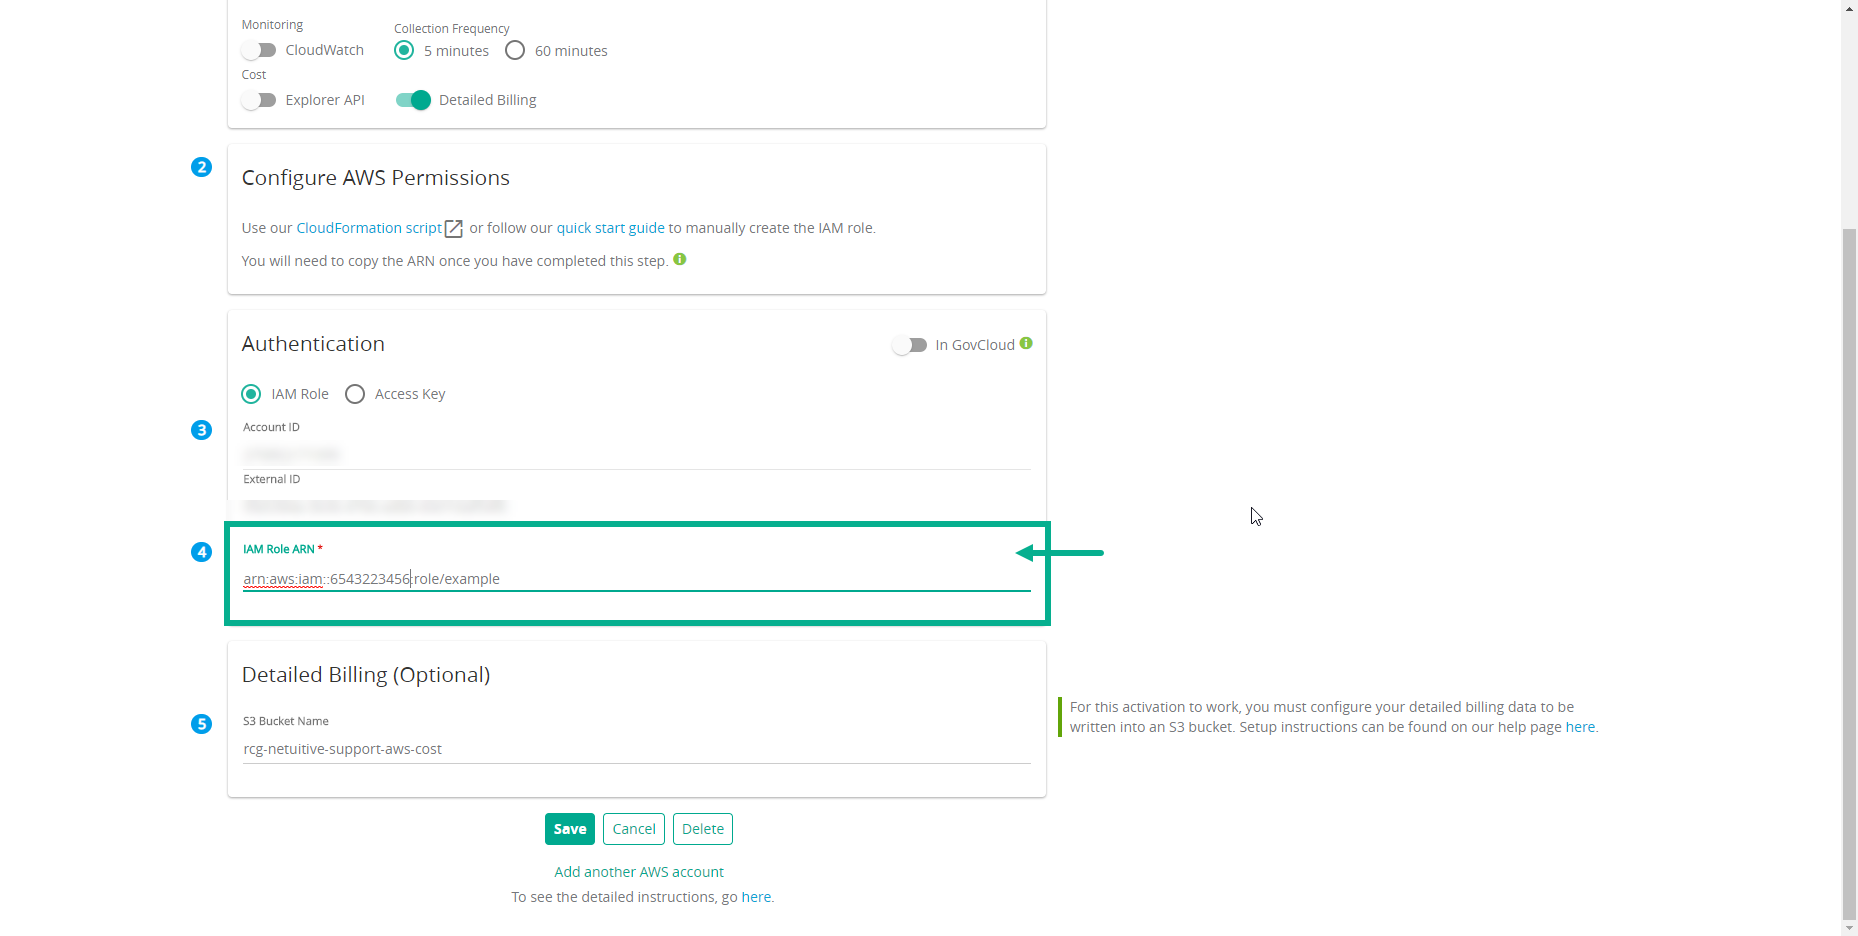 Monitoring
Collection Frequency
CloudWatch
5 minutes
60 minutes
Cost
Explorer API
Detailed Billing
2
Configure AWS Permissions
Use our CloudFormation script or follow our quick start guide to manually create the IAM role.
You will need to copy the ARN once you have completed this step.
Authentication
In GovCloud
IAM Role
Access Key
3
Account ID
External ID
4
IAM Role ARN *
arn:aws:iam::6543223456:role/example
Detailed Billing (Optional)
5
S3 Bucket Name
rcg-netuitive-support-aws-cost
For this activation to work, you must configure your detailed billing data to be
written into an S3 bucket. Setup instructions can be found on our help page here.
Save
Cancel
Delete
Add another AWS account
To see the detailed instructions, go here.